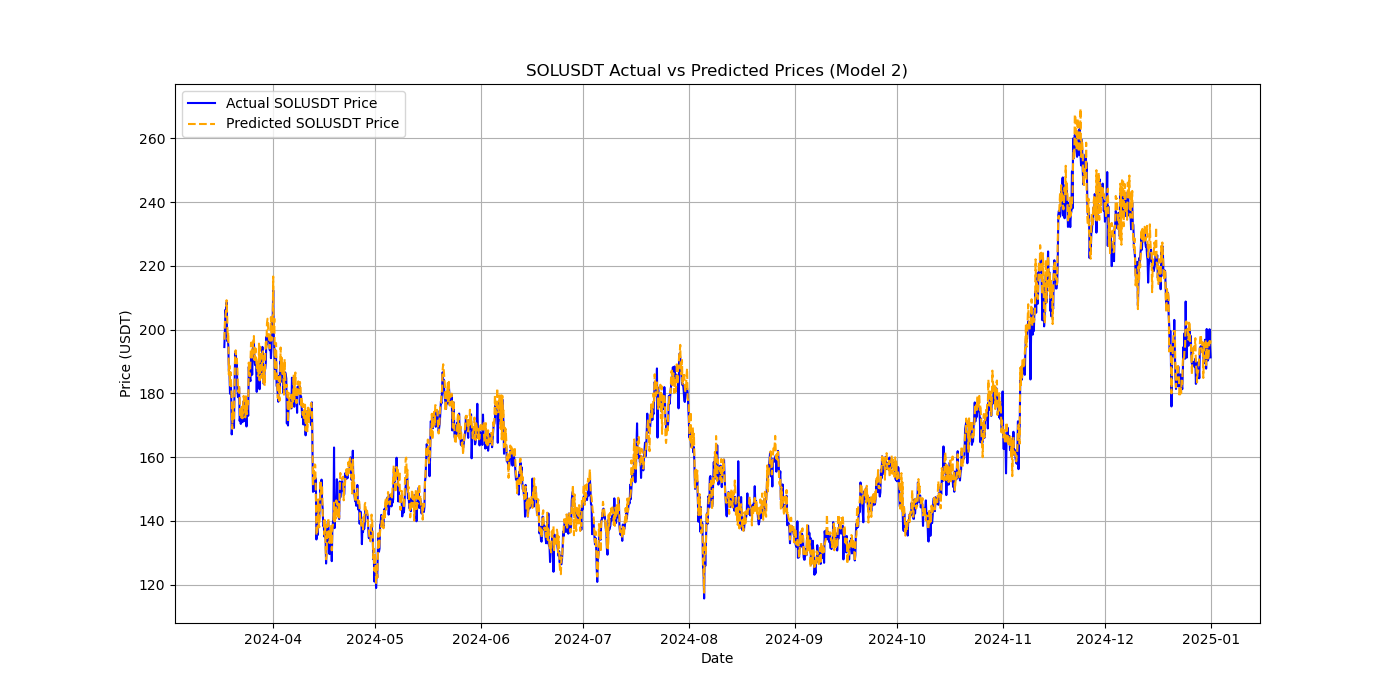 SOLUSDT Actual vs Predicted Prices (Model 2)
Actual SOLUSDT Price
Predicted SOLUSDT Price
260
240
220
200
180
160
140
120
Price (USDT)
2024-04 2024-05 2024-06 2024-07 2024-08 2024-09 2024-10 2024-11 2024-12 2025-01
Date